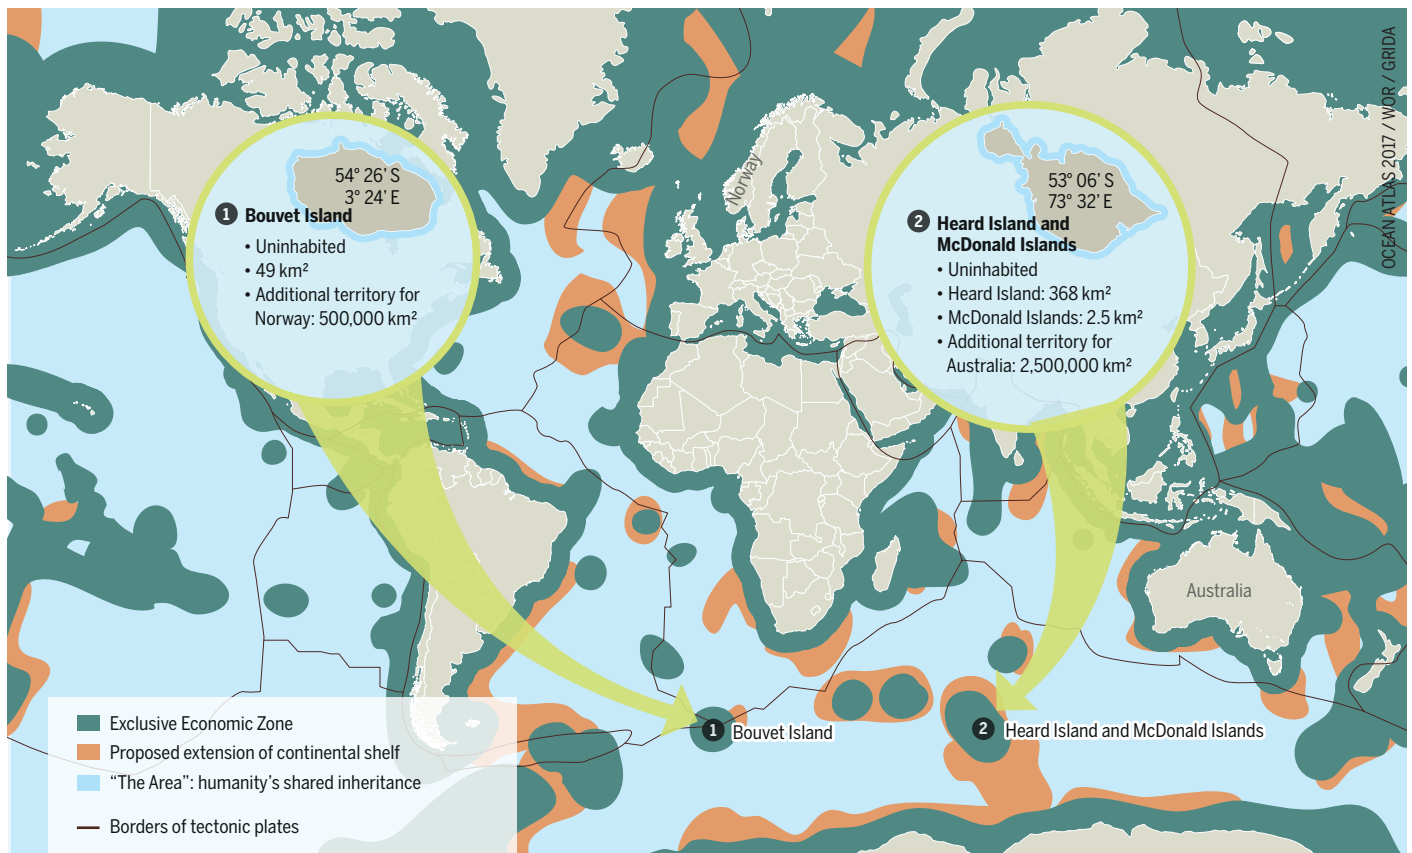 OCEAN ATLAS 2017 / WOR / GRIDA
Norway
54° 26’ S
3° 24’ E
1 Bouvet Island
• Uninhabited
• 49 km²
• Additional territory for
Norway: 500,000 km²
53° 06’ S
73° 32’ E
2 Heard Island and
McDonald Islands
• Uninhabited
• Heard Island: 368 km²
• McDonald Islands: 2.5 km²
• Additional territory for
Australia: 2,500,000 km²
Australia
1 Bouvet Island
2 Heard Island and McDonald Islands
Exclusive Economic Zone
Proposed extension of continental shelf
“The Area”: humanity’s shared inheritance
Borders of tectonic plates